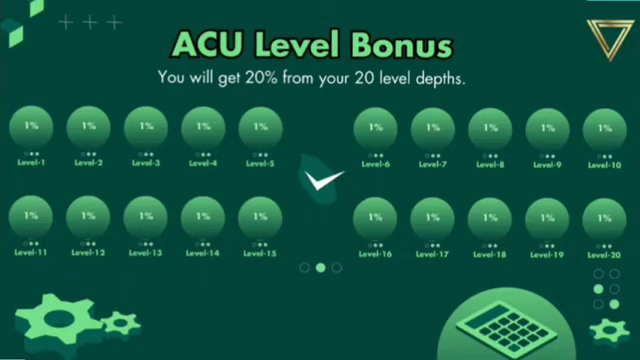 ACU Level Bonus
You will get 20% from your 20 level depths.
1% 1% 1% 1% 1% 1% 1% 1% 1% 1%
Level-1 Level-2 Level-3 Level-4 Level-5 Level-6 Level-7 Level-8 Level-9 Level-10
1% 1% 1% 1% 1% 1% 1% 1% 1% 1%
Level-11 Level-12 Level-13 Level-14 Level-15 Level-16 Level-17 Level-18 Level-19 Level-20